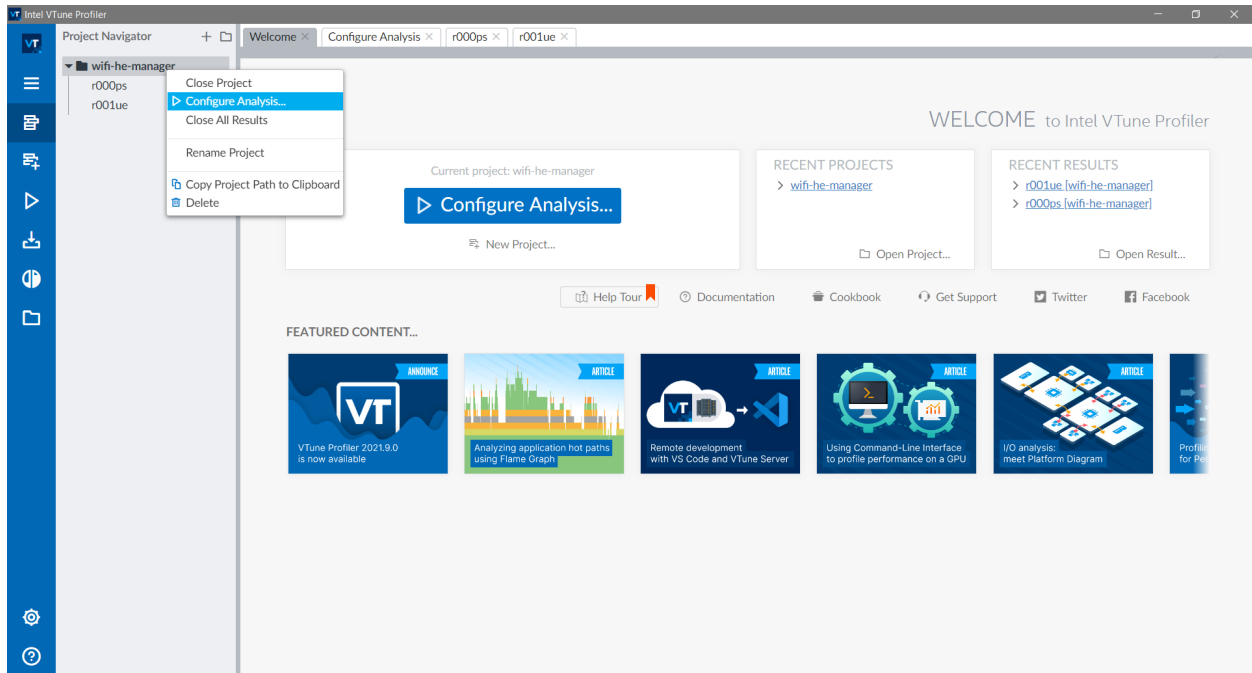 VT Intel VTune Profiler
Project Navigator
Welcome
Configure Analysis
r000ps
r001ue
VT
wifi-he-manager
r000ps
r001ue
Close Project
Configure Analysis...
Close All Results
Rename Project
Copy Project Path to Clipboard
Delete
WELCOME to Intel VTune Profiler
Current project: wifi-he-manager
Configure Analysis...
New Project...
RECENT PROJECTS
wifi-he-manager
Open Project...
RECENT RESULTS
r001ue [wifi-he-manager]
r000ps [wifi-he-manager]
Open Result...
Help Tour
Documentation
Cookbook
Get Support
Twitter
Facebook
FEATURED CONTENT...
ANNOUNCE
VT
VTune Profiler 2021.9.0
is now available
ARTICLE
Analyzing application hot paths
using Flame Graph
ARTICLE
VT
Remote development
with VS Code and VTune Server
ARTICLE
Using Command-Line Interface
to profile performance on a GPU
ARTICLE
I/O analysis:
meet Platform Diagram
for